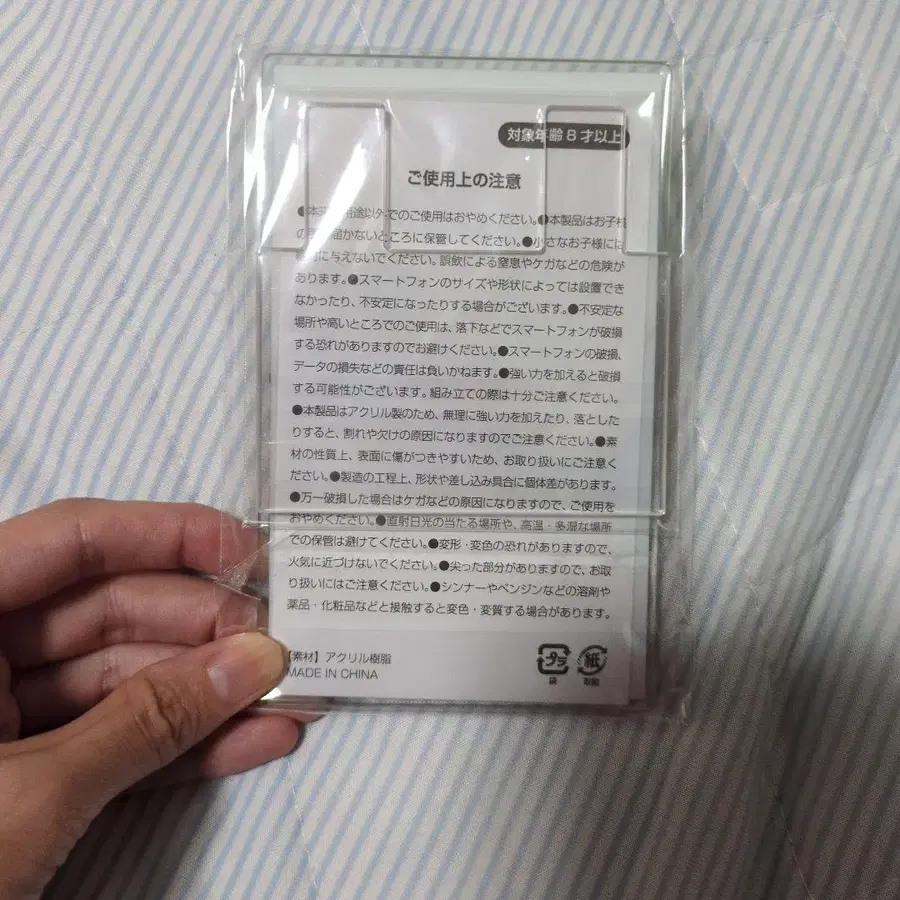 対象年齢8才以上
ご使用上の注意
●本 用途以外でのご使用はおやめください。●本製品はお子様
の 届かないところに保管してください。●小さなお子様には
に与えないでください。誤飲による窒息やケガなどの危険が
あります。●スマートフォンのサイズや形状によっては設置でき
なかったり、不安定になったりする場合がございます。●不安定な
場所や高いところでのご使用は、落下などでスマートフォンが破損
する恐れがありますのでお避けください。●スマートフォンの破損、
データの損失などの責任は負いかねます。●強い力を加えると破損
する可能性がございます。組み立ての際は十分ご注意ください。
●本製品はアクリル製のため、無理に強い力を加えたり、落とした
りすると、割れや欠けの原因になりますのでご注意ください。●素
材の性質上、表面に傷がつきやすいため、お取り扱いにご注意く
ださい。●製造の工程上、形状や差し込み具合に個体差があります。
●万一破損した場合はケガなどの原因になりますので、ご使用を
おやめください。●直射日光の当たる場所や、高温・多湿な場所
での保管は避けてください。●変形・変色の恐れがありますので、
火気に近づけないでください。●尖った部分がありますので、お取
り扱いにはご注意ください。●シンナーやベンジンなどの溶剤や
薬品・化粧品などと接触すると変色・変質する場合があります。
【素材】アクリル樹脂
MADE IN CHINA
プラ 紙
袋